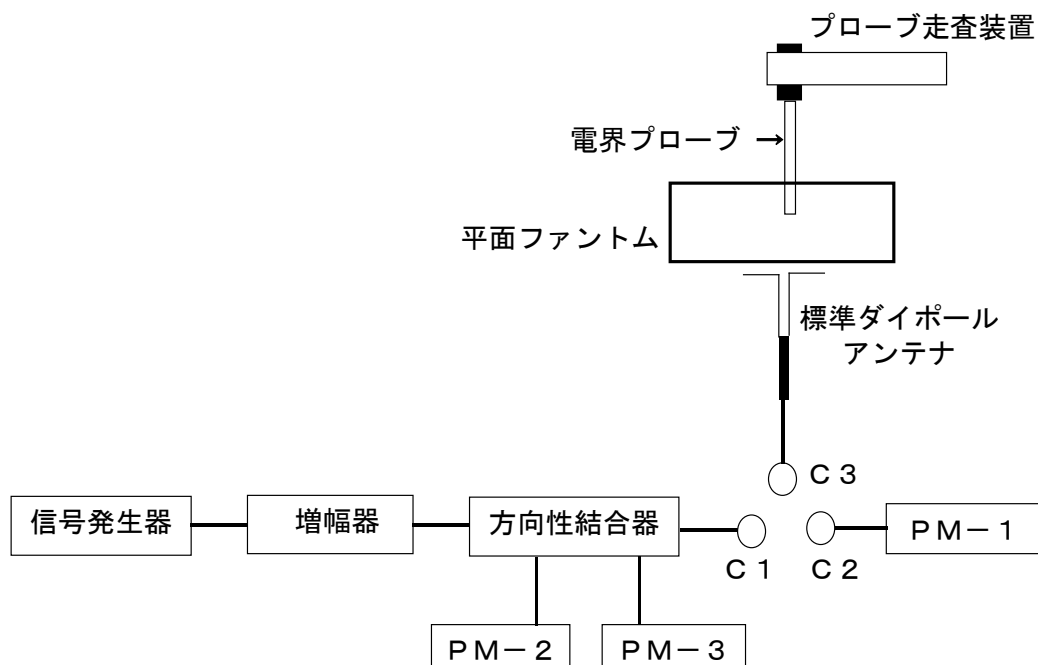 プローブ走査装置
電界プローブ →
平面ファントム
標準ダイポール
アンテナ
C3
信号発生器
増幅器
方向性結合器
C1
C2
PM-1
PM-2
PM-3